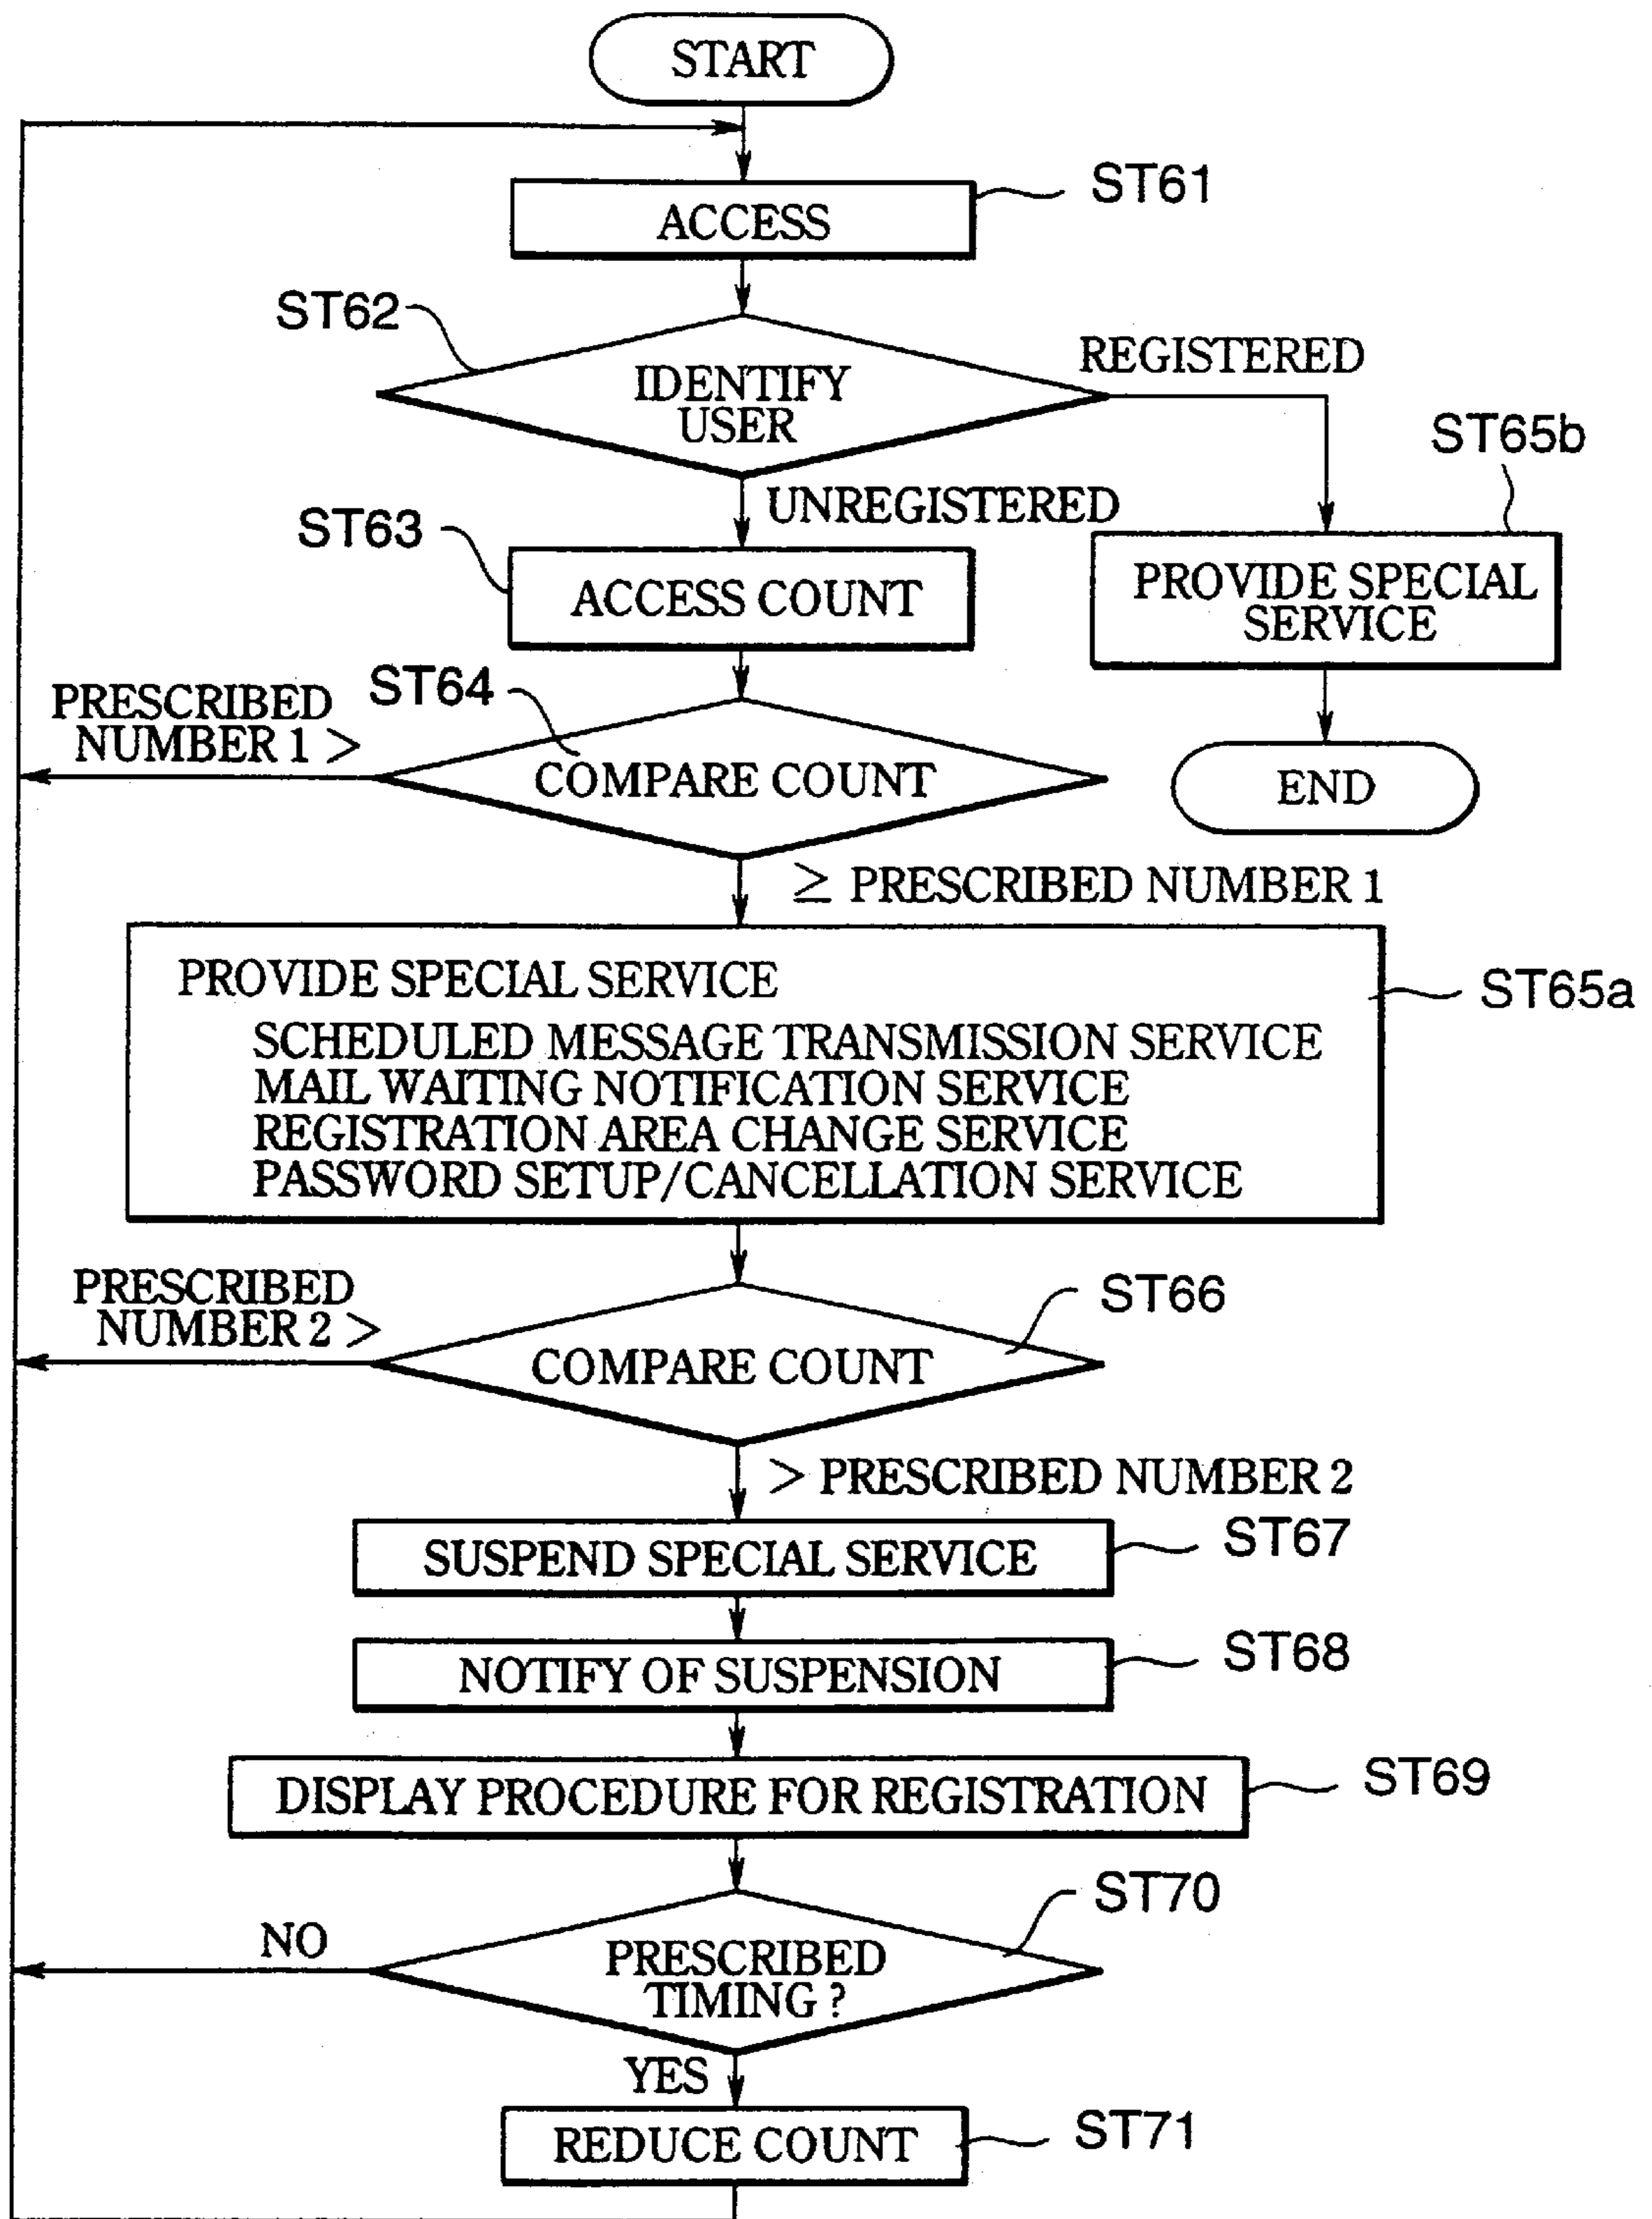 START
ACCESS
ST61
ST62
IDENTIFY
USER
REGISTERED
ST65b
UNREGISTERED
ST63
ACCESS COUNT
PROVIDE SPECIAL
SERVICE
ST64
PRESCRIBED
NUMBER 1 >
COMPARE COUNT
END
≥ PRESCRIBED NUMBER 1
PROVIDE SPECIAL SERVICE
SCHEDULED MESSAGE TRANSMISSION SERVICE
MAIL WAITING NOTIFICATION SERVICE
REGISTRATION AREA CHANGE SERVICE
PASSWORD SETUP/CANCELLATION SERVICE
ST65a
PRESCRIBED
NUMBER 2 >
ST66
COMPARE COUNT
> PRESCRIBED NUMBER 2
SUSPEND SPECIAL SERVICE
ST67
NOTIFY OF SUSPENSION
ST68
DISPLAY PROCEDURE FOR REGISTRATION
ST69
ST70
NO
PRESCRIBED
TIMING ?
YES
REDUCE COUNT
ST71